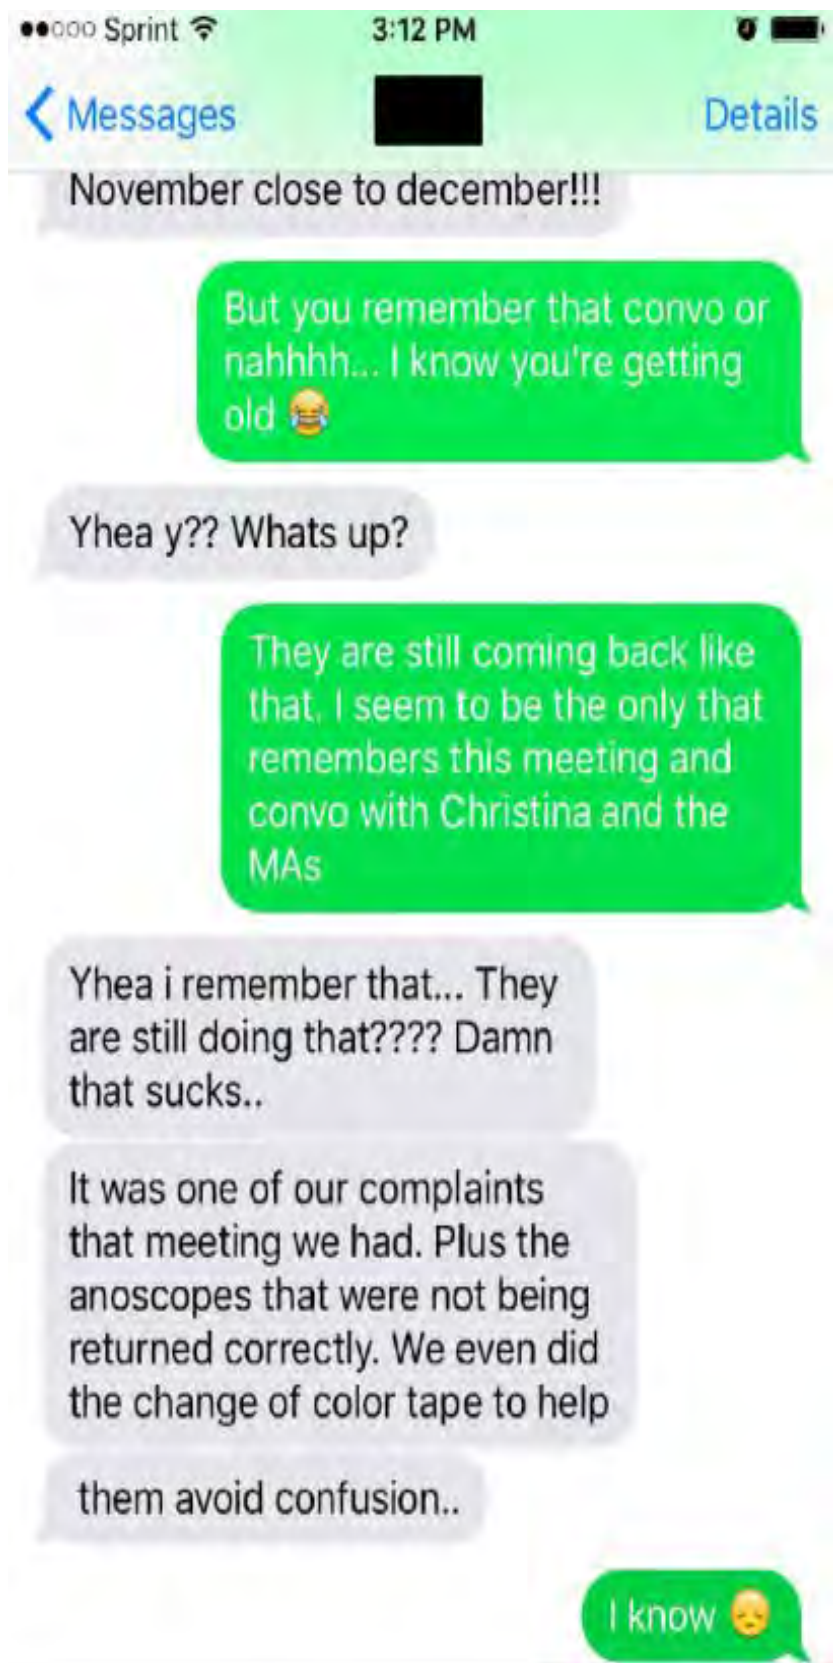 Sprint 3:12 PM
Messages Details
November close to december!!!
But you remember that convo or
nahhhh... I know you're getting
old 😂
Yhea y?? Whats up?
They are still coming back like
that. I seem to be the only that
remembers this meeting and
convo with Christina and the
MAs
Yhea i remember that... They
are still doing that???? Damn
that sucks..
It was one of our complaints
that meeting we had. Plus the
anoscopes that were not being
returned correctly. We even did
the change of color tape to help
them avoid confusion..
I know 😞